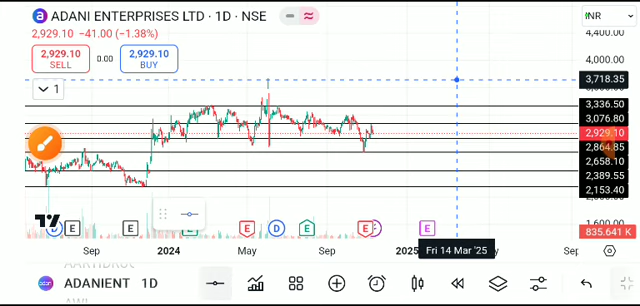 ADANI ENTERPRISES LTD · 1D · NSE
INR
2,929.10 −41.00 (−1.38%)
2,929.10
SELL
0.00
2,929.10
BUY
1
4,400.00
4,000.00
3,718.35
3,336.50
3,076.80
2,929.10
2,864.85
2,658.10
2,389.55
2,153.40
1,600.00
835.641 K
D E E E D E E E
Sep 2024 May Sep 2025 Sep
Fri 14 Mar '25
ADANIENT 1D